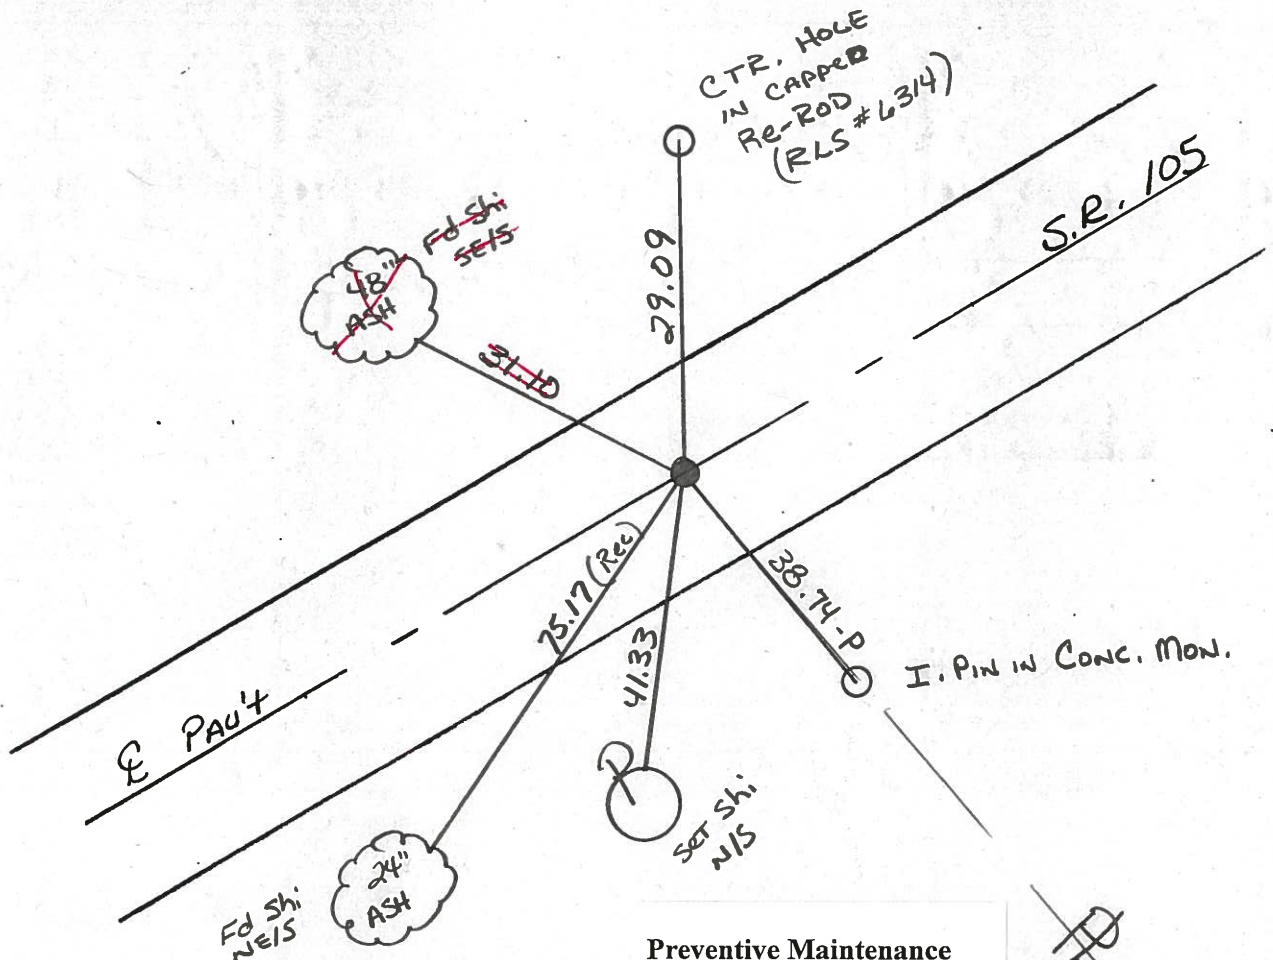 CTR. HOLE
IN CAPPED
Re-ROD
(RLS # 6314)
S.R. 105
Fd Shi
SE/S
48"
ASH
29.09
31.10
75.17 (Rec)
41.33
38.74-P
I. PIN IN CONC. MON.
℄ PAV't
SET Shi
N/S
24"
ASH
Fd Shi
NE/S
Preventive Maintenance